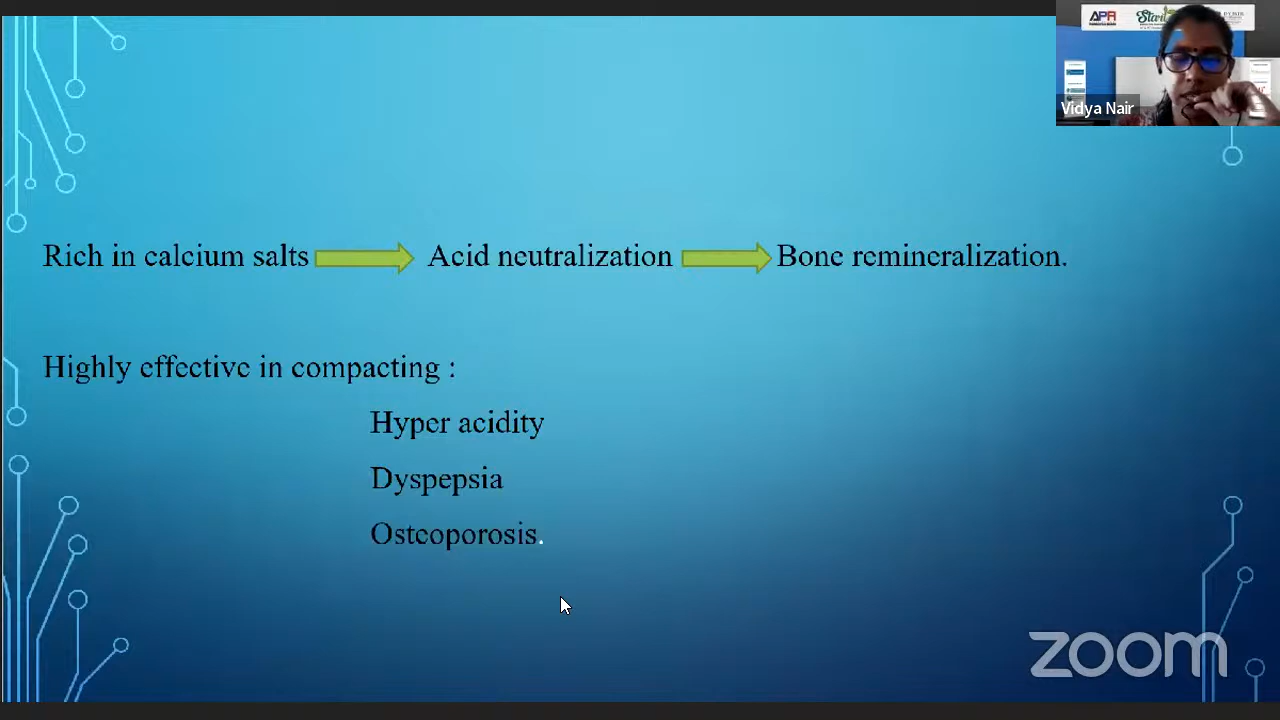 APR
Vidya Nair
Rich in calcium salts Acid neutralization Bone remineralization.
Highly effective in compacting :
Hyper acidity
Dyspepsia
Osteoporosis.
zoom